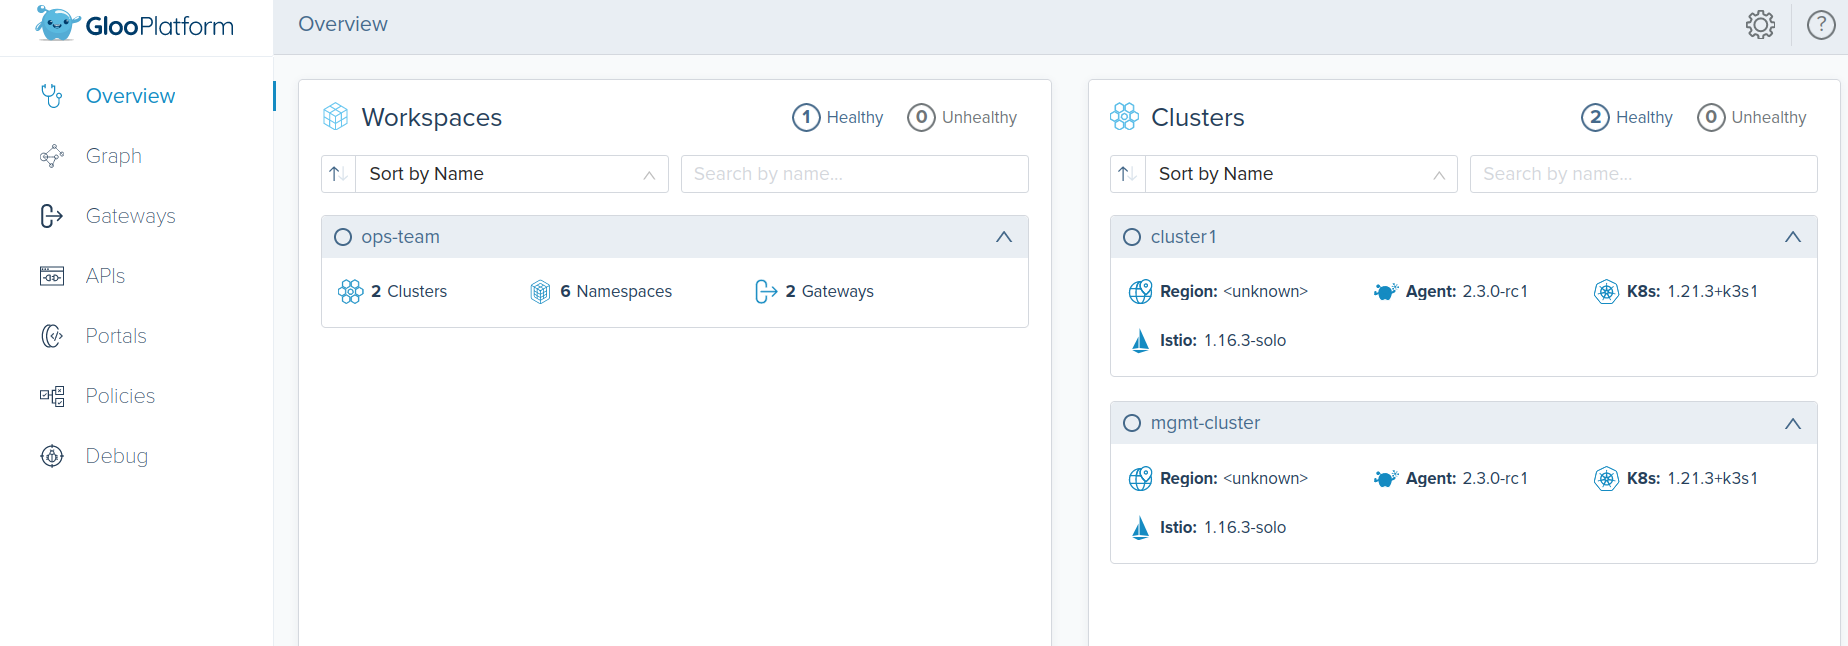 GlooPlatform
Overview
?
Overview
Graph
Gateways
APIs
Portals
Policies
Debug
Workspaces
1 Healthy
0 Unhealthy
Sort by Name
Search by name...
ops-team
2 Clusters
6 Namespaces
2 Gateways
Clusters
2 Healthy
0 Unhealthy
Sort by Name
Search by name...
cluster1
Region: <unknown>
Agent: 2.3.0-rc1
K8s: 1.21.3+k3s1
Istio: 1.16.3-solo
mgmt-cluster
Region: <unknown>
Agent: 2.3.0-rc1
K8s: 1.21.3+k3s1
Istio: 1.16.3-solo